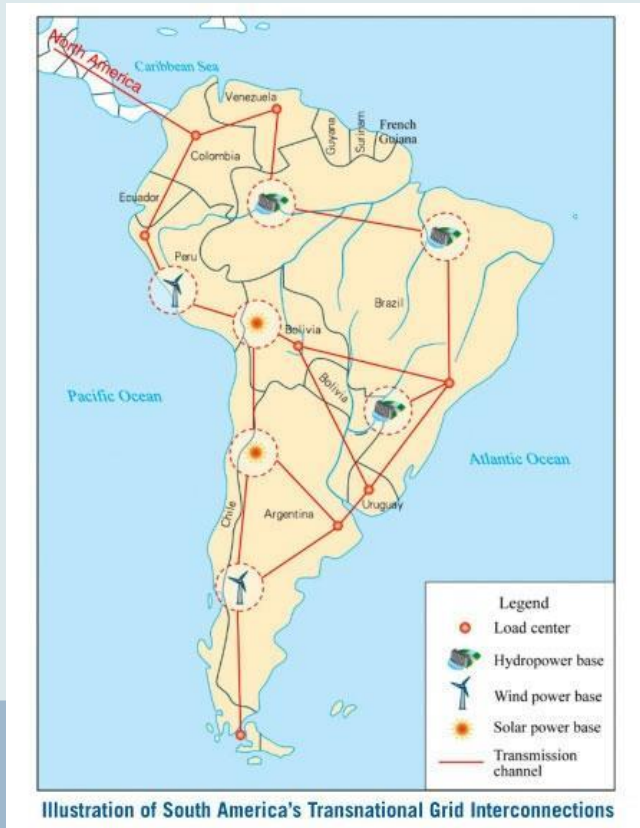 North America
Caribbean Sea
Venezuela
Guyana
Surinam
French
Guiana
Colombia
Ecuador
Peru
Brazil
Bolivia
Bolivia
Pacific Ocean
Atlantic Ocean
Chile
Argentina
Uruguay
Legend
Load center
Hydropower base
Wind power base
Solar power base
Transmission
channel
Illustration of South America's Transnational Grid Interconnections